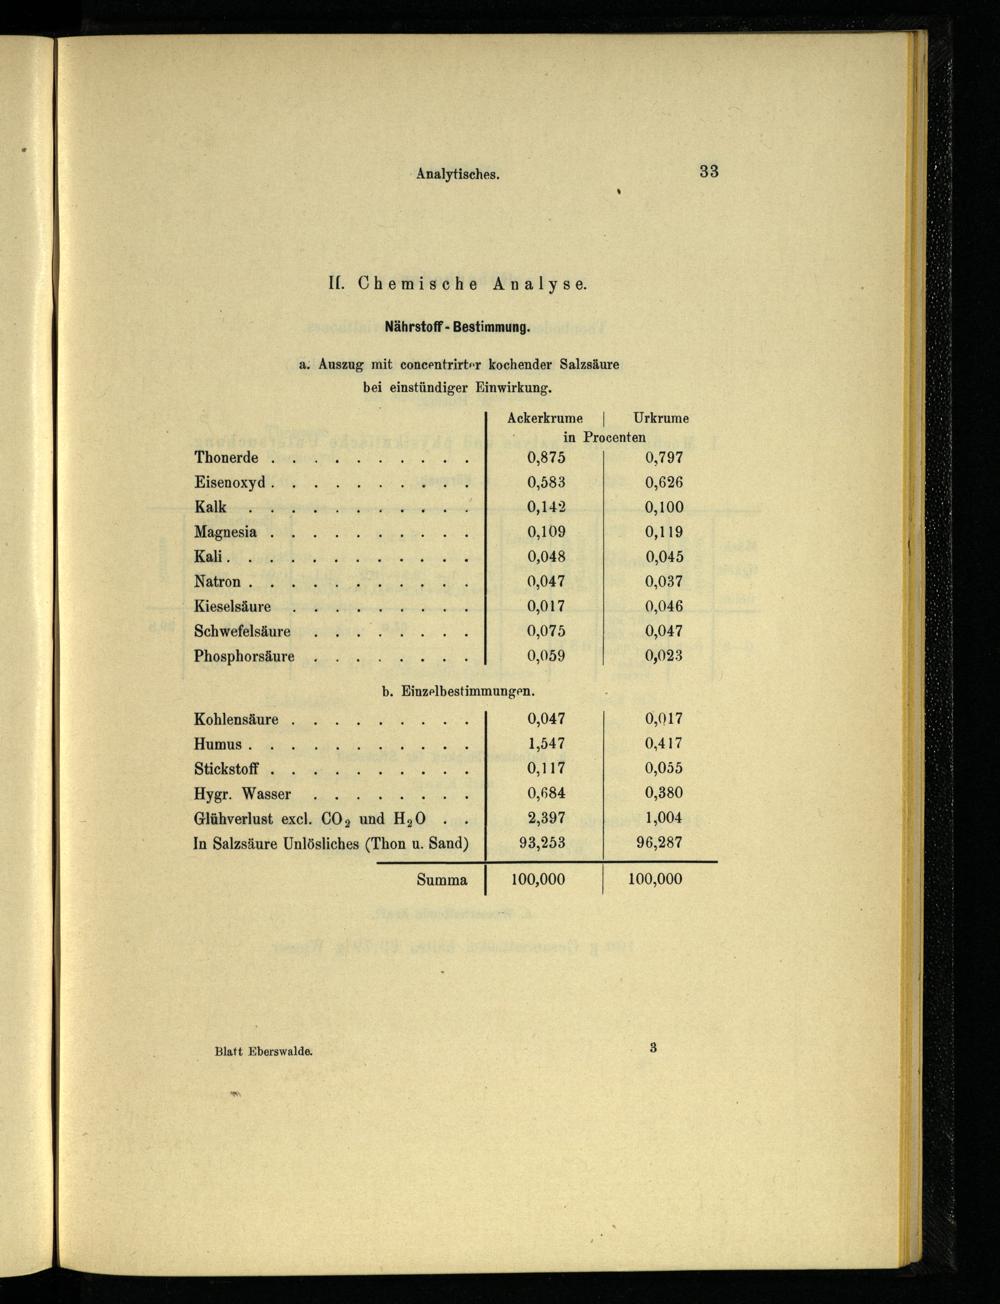 Analytisches. 33
II. Chemische Analyse.
Nährstoff-Bestimmung.
a. Auszug mit concentrirter kochender Salzsäure
bei einstündiger Einwirkung.
Ackerkrume | Urkrume
in Procenten
Thonerde . . . . . . . . . . 0,875 0,797
Eisenoxyd . . . . . . . . . . 0,583 0,626
Kalk . . . . . . . . . . . 0,142 0,100
Magnesia . . . . . . . . . . 0,109 0,119
Kali . . . . . . . . . . . . 0,048 0,045
Natron . . . . . . . . . . . 0,047 0,037
Kieselsäure . . . . . . . . . 0,017 0,046
Schwefelsäure . . . . . . . . 0,075 0,047
Phosphorsäure . . . . . . . . 0,059 0,023
b. Einzelbestimmungen.
Kohlensäure . . . . . . . . . 0,047 0,017
Humus . . . . . . . . . . . 1,547 0,417
Stickstoff . . . . . . . . . . 0,117 0,055
Hygr. Wasser . . . . . . . . 0,684 0,380
Glühverlust excl. CO₂ und H₂O . . 2,397 1,004
In Salzsäure Unlösliches (Thon u. Sand) 93,253 96,287
Summa 100,000 100,000
Blatt Eberswalde. 3